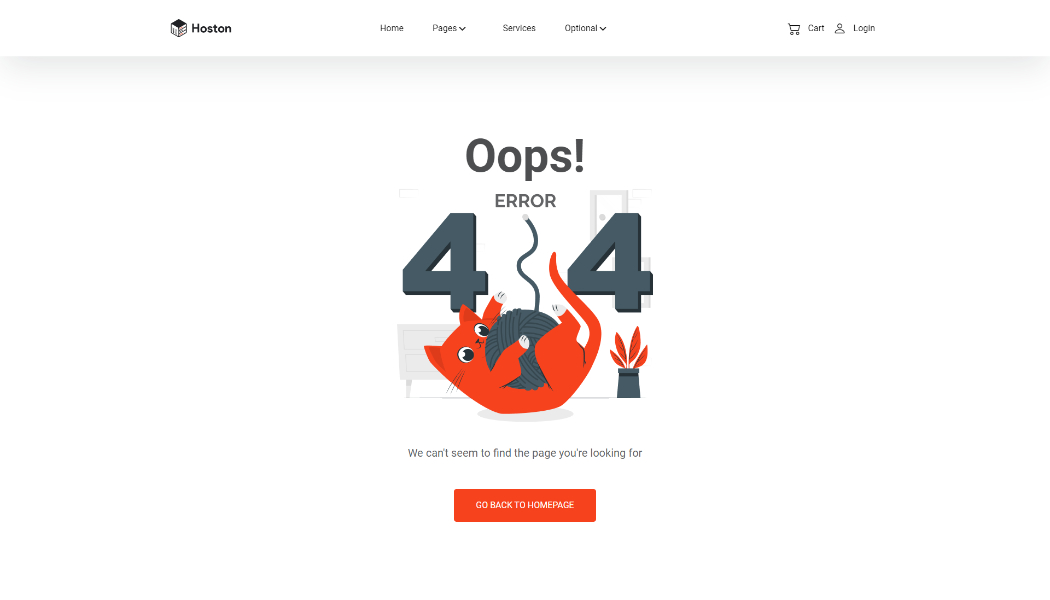 Hoston
Home Pages Services Optional
Cart Login
Oops!
ERROR
4 4
We can't seem to find the page you're looking for
GO BACK TO HOMEPAGE